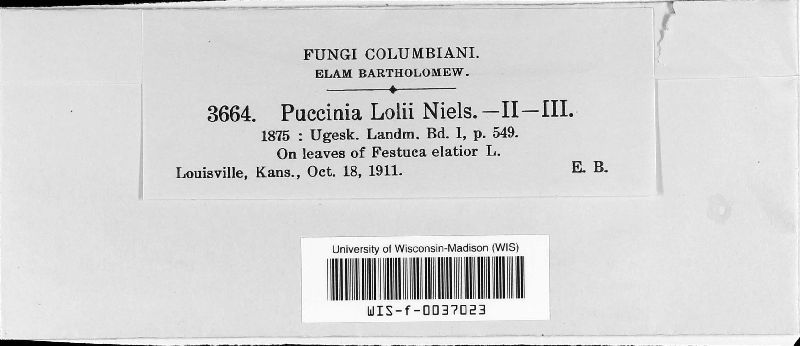 FUNGI COLUMBIANI.
ELAM BARTHOLOMEW.
3664. Puccinia Lolii Niels.—II—III.
1875 : Ugesk. Landm. Bd. 1, p. 549.
On leaves of Festuca elatior L.
Louisville, Kans., Oct. 18, 1911. E. B.
University of Wisconsin-Madison (WIS)
WIS-f-0037023